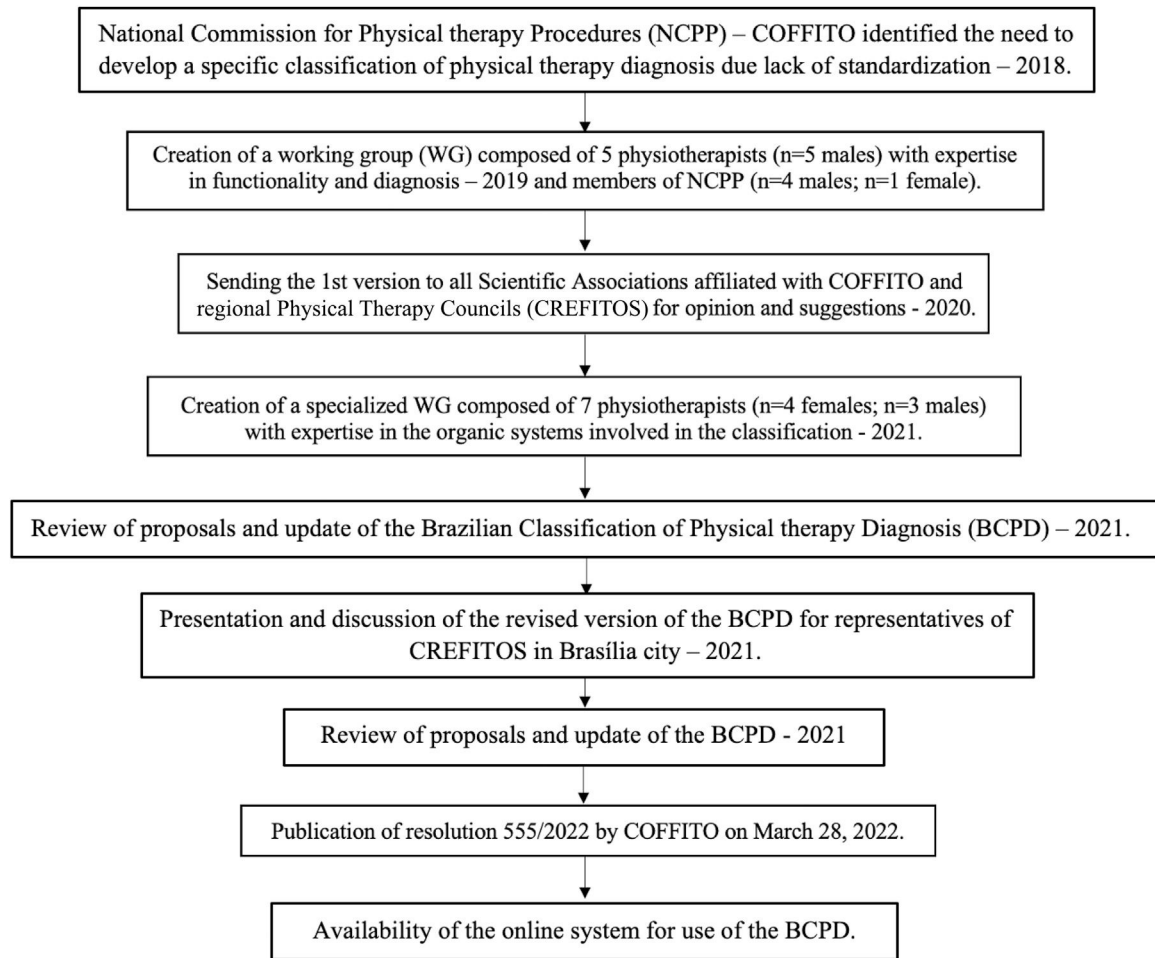 National Commission for Physical therapy Procedures (NCPP) – COFFITO identified the need to
develop a specific classification of physical therapy diagnosis due lack of standardization – 2018.
Creation of a working group (WG) composed of 5 physiotherapists (n=5 males) with expertise
in functionality and diagnosis – 2019 and members of NCPP (n=4 males; n=1 female).
Sending the 1st version to all Scientific Associations affiliated with COFFITO and
regional Physical Therapy Councils (CREFITOS) for opinion and suggestions - 2020.
Creation of a specialized WG composed of 7 physiotherapists (n=4 females; n=3 males)
with expertise in the organic systems involved in the classification - 2021.
Review of proposals and update of the Brazilian Classification of Physical therapy Diagnosis (BCPD) – 2021.
Presentation and discussion of the revised version of the BCPD for representatives of
CREFITOS in Brasília city – 2021.
Review of proposals and update of the BCPD - 2021
Publication of resolution 555/2022 by COFFITO on March 28, 2022.
Availability of the online system for use of the BCPD.